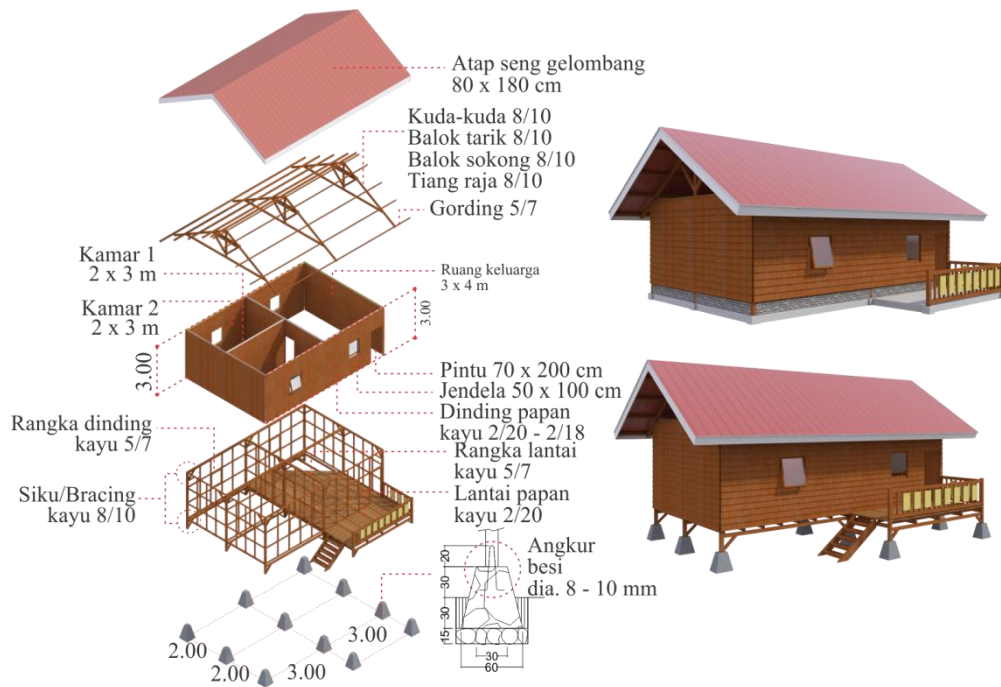 Atap seng gelombang
80 x 180 cm
Kuda-kuda 8/10
Balok tarik 8/10
Balok sokong 8/10
Tiang raja 8/10
Gording 5/7
Kamar 1
2 x 3 m
Kamar 2
2 x 3 m
Ruang keluarga
3 x 4 m
3.00
3.00
Pintu 70 x 200 cm
Jendela 50 x 100 cm
Dinding papan
kayu 2/20 - 2/18
Rangka dinding
kayu 5/7
Rangka lantai
kayu 5/7
Siku/Bracing
kayu 8/10
Lantai papan
kayu 2/20
Angkur
besi
dia. 8 - 10 mm
20
30
30
15
30
60
2.00
2.00
3.00
3.00